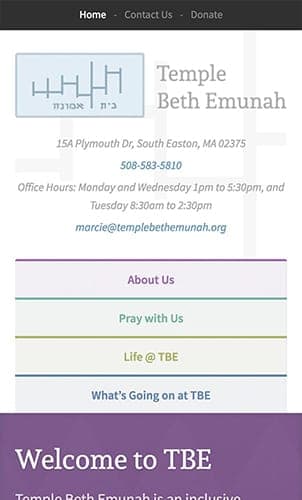 Home - Contact Us - Donate
בית אמונה
Temple
Beth Emunah
15A Plymouth Dr, South Easton, MA 02375
508-583-5810
Office Hours: Monday and Wednesday 1pm to 5:30pm, and
Tuesday 8:30am to 2:30pm
marcie@templebethemunah.org
About Us
Pray with Us
Life @ TBE
What's Going on at TBE
Welcome to TBE
Temple Beth Emunah is an inclusive,